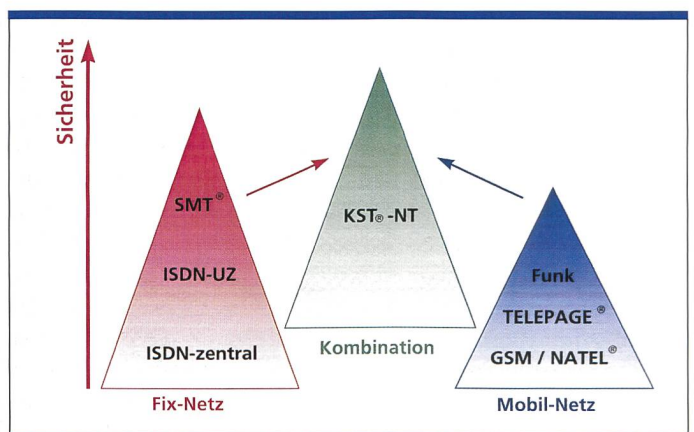 Sicherheit
SMT®
ISDN-UZ
ISDN-zentral
Fix-Netz
KST®-NT
Kombination
Funk
TELEPAGE®
GSM / NATEL®
Mobil-Netz